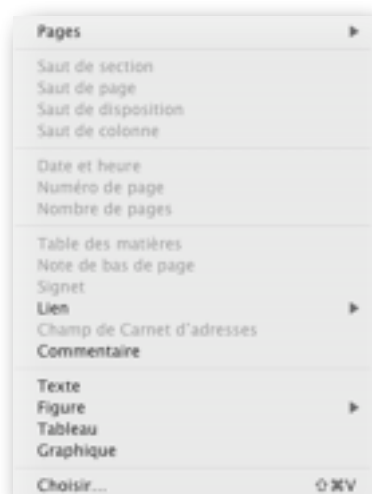 Pages ▶
Saut de section
Saut de page
Saut de disposition
Saut de colonne
Date et heure
Numéro de page
Nombre de pages
Table des matières
Note de bas de page
Signet
Lien ▶
Champ de Carnet d'adresses
Commentaire
Texte
Figure ▶
Tableau
Graphique
Choisir... ⇧⌘V